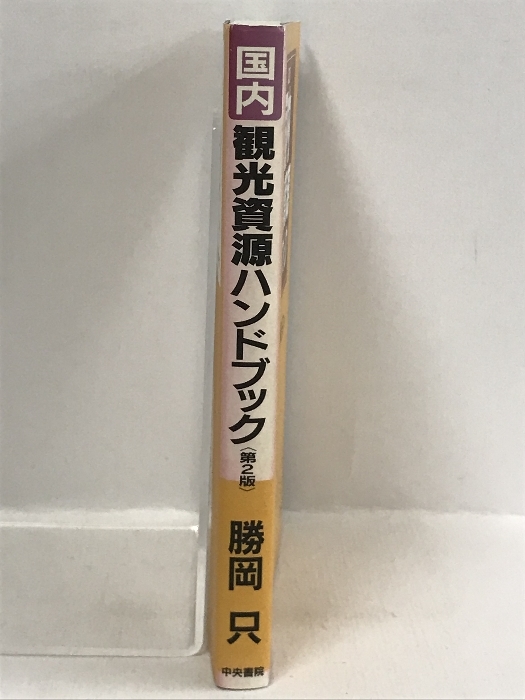 国内
観光資源ハンドブック
〈第2版〉
勝岡 只
中央書院